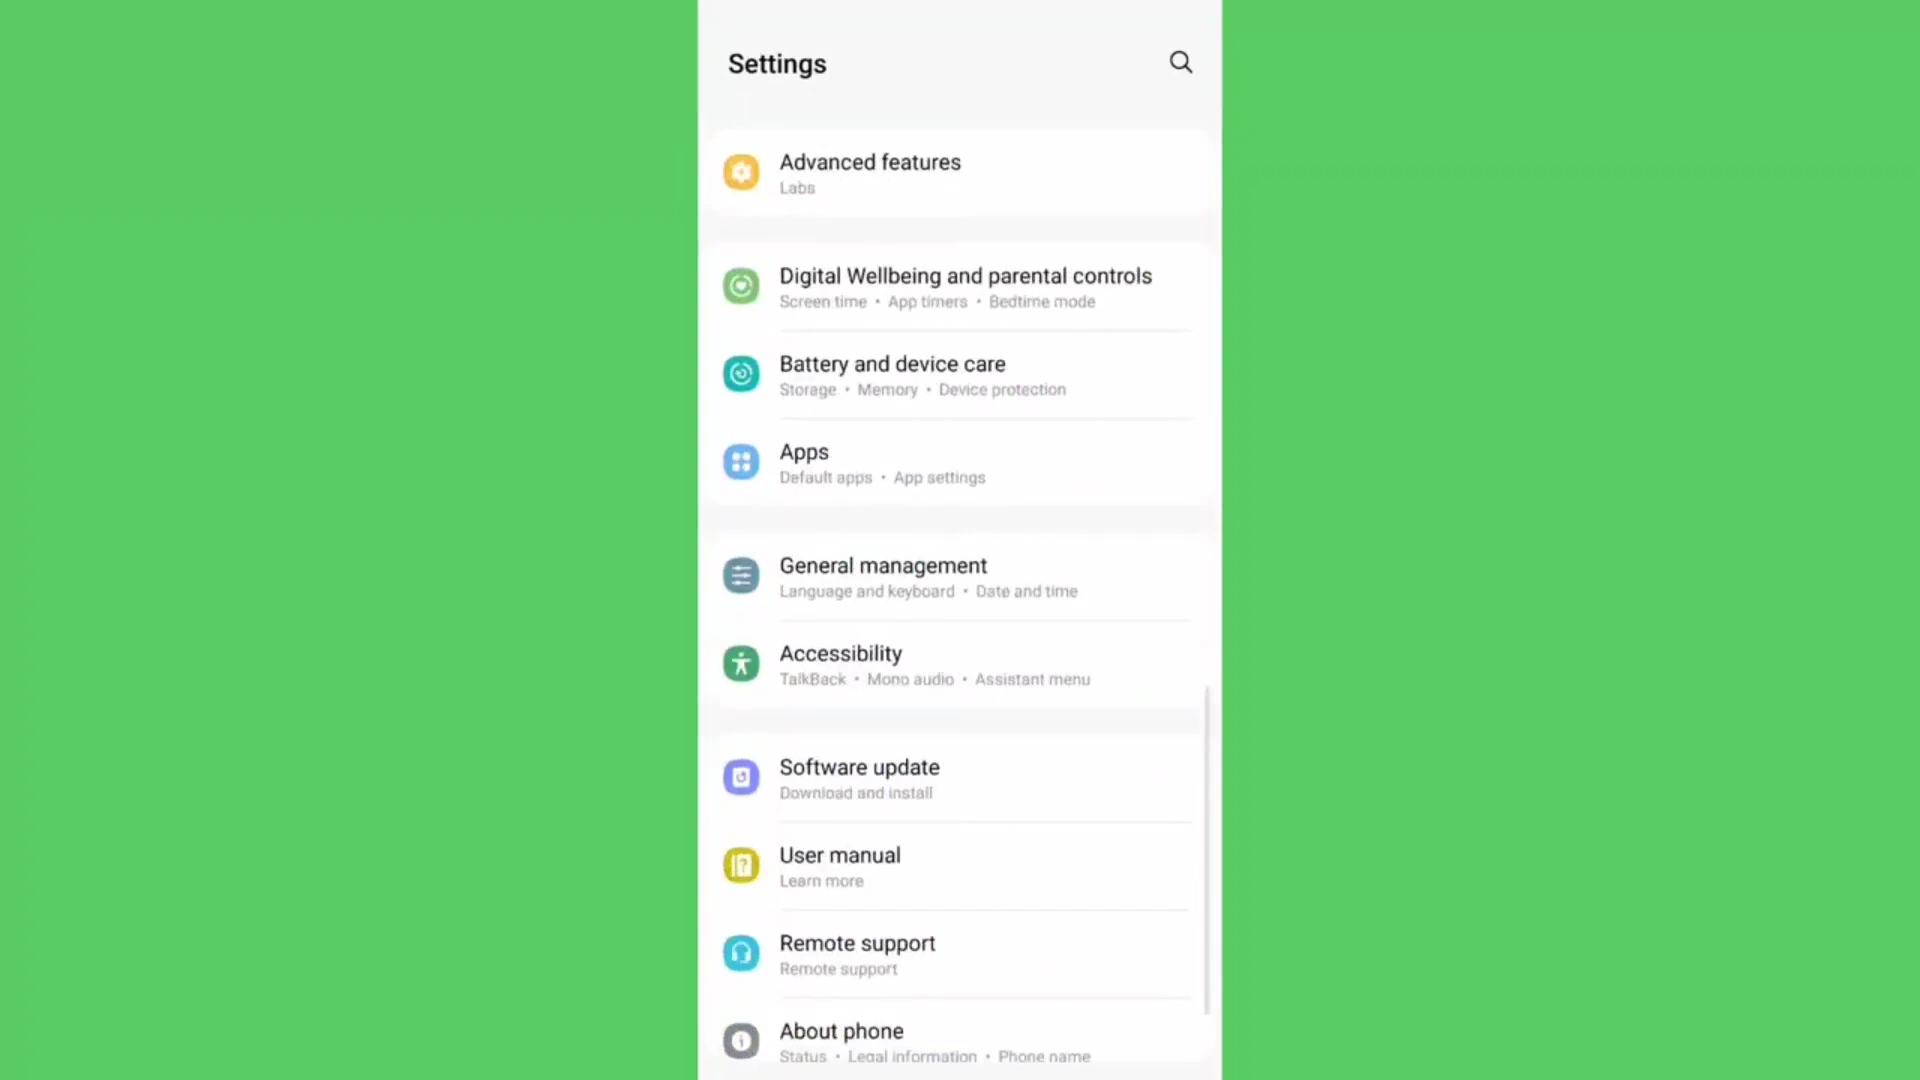 Settings
Advanced features
Labs
Digital Wellbeing and parental controls
Screen time • App timers • Bedtime mode
Battery and device care
Storage • Memory • Device protection
Apps
Default apps • App settings
General management
Language and keyboard • Date and time
Accessibility
TalkBack • Mono audio • Assistant menu
Software update
Download and install
User manual
Learn more
Remote support
Remote support
About phone
Status • Legal information • Phone name